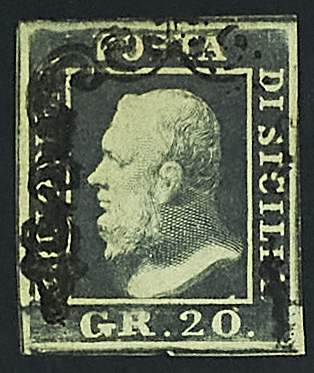 POSTA
DI SICILIA
GR. 20.